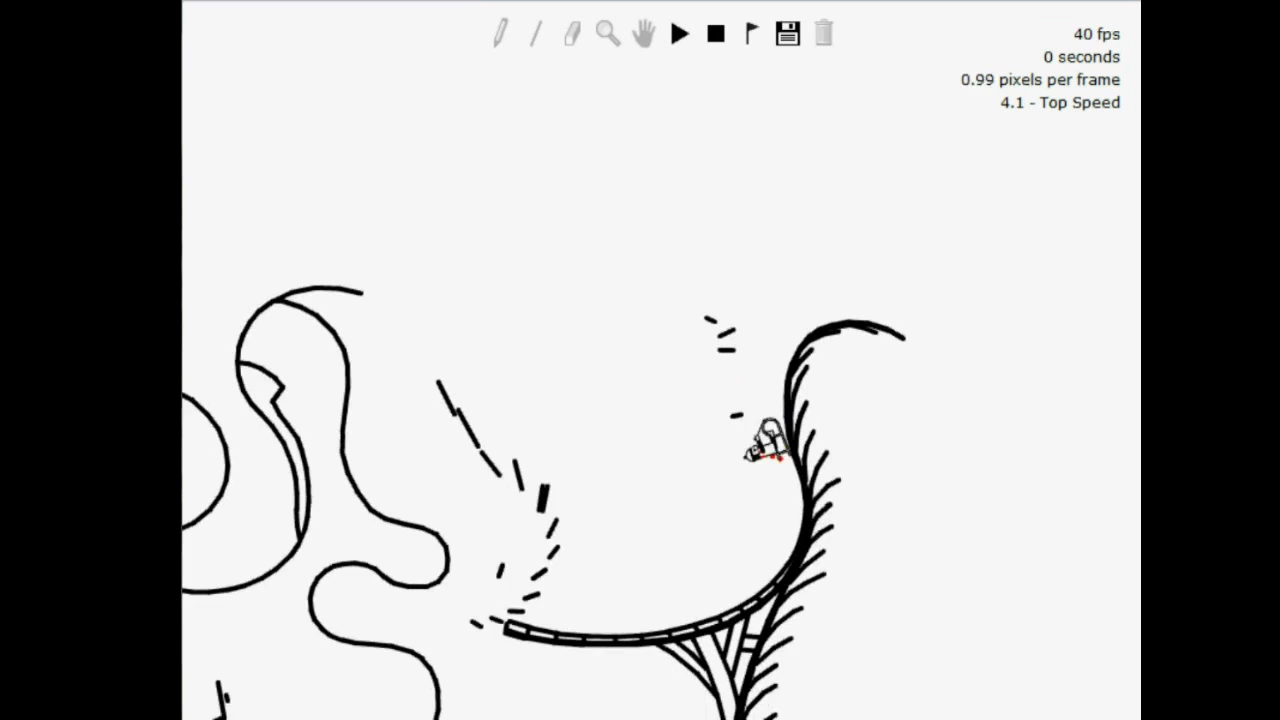 40 fps
0 seconds
0.99 pixels per frame
4.1 - Top Speed